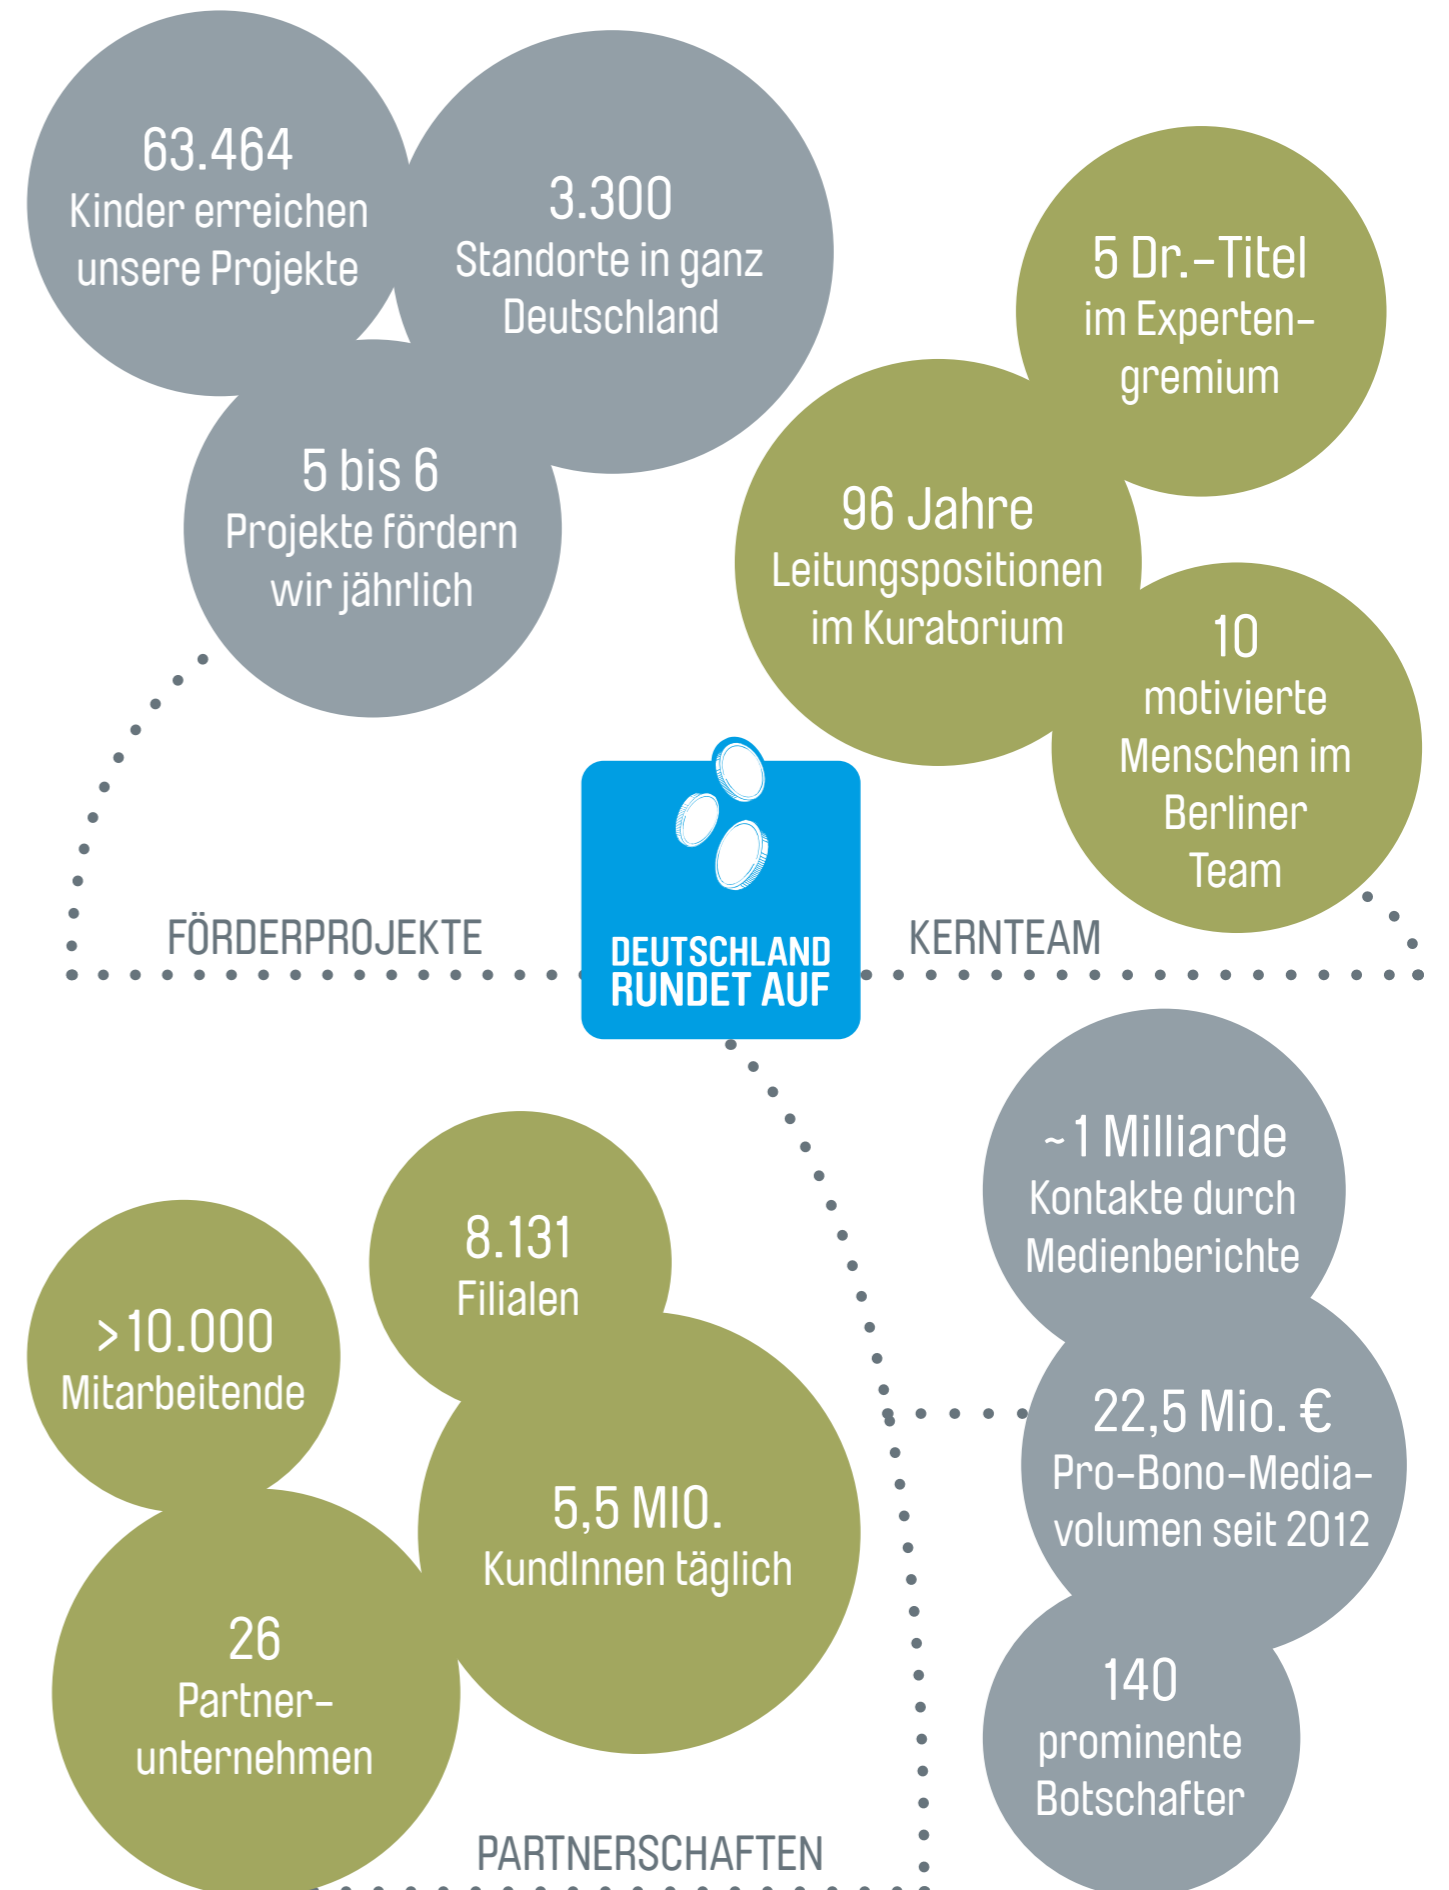 63.464
Kinder erreichen
unsere Projekte
3.300
Standorte in ganz
Deutschland
5 bis 6
Projekte fördern
wir jährlich
FÖRDERPROJEKTE
5 Dr.-Titel
im Experten-
gremium
96 Jahre
Leitungspositionen
im Kuratorium
10
motivierte
Menschen im
Berliner
Team
KERNTEAM
DEUTSCHLAND
RUNDET AUF
8.131
Filialen
>10.000
Mitarbeitende
5,5 MIO.
KundInnen täglich
26
Partner-
unternehmen
PARTNERSCHAFTEN
~1 Milliarde
Kontakte durch
Medienberichte
22,5 Mio. €
Pro-Bono-Media-
volumen seit 2012
140
prominente
Botschafter